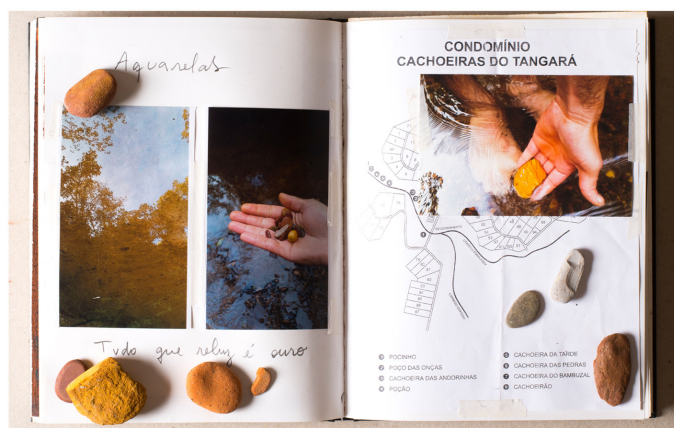 Aquarelas
Tudo que reluz é ouro
CONDOMÍNIO
CACHOEIRAS DO TANGARÁ
POCINHO
POÇO DAS ONÇAS
CACHOEIRA DAS ANDORINHAS
POÇÃO
CACHOEIRA DA TARDE
CACHOEIRA DAS PEDRAS
CACHOEIRA DO BAMBUZAL
CACHOEIRÃO